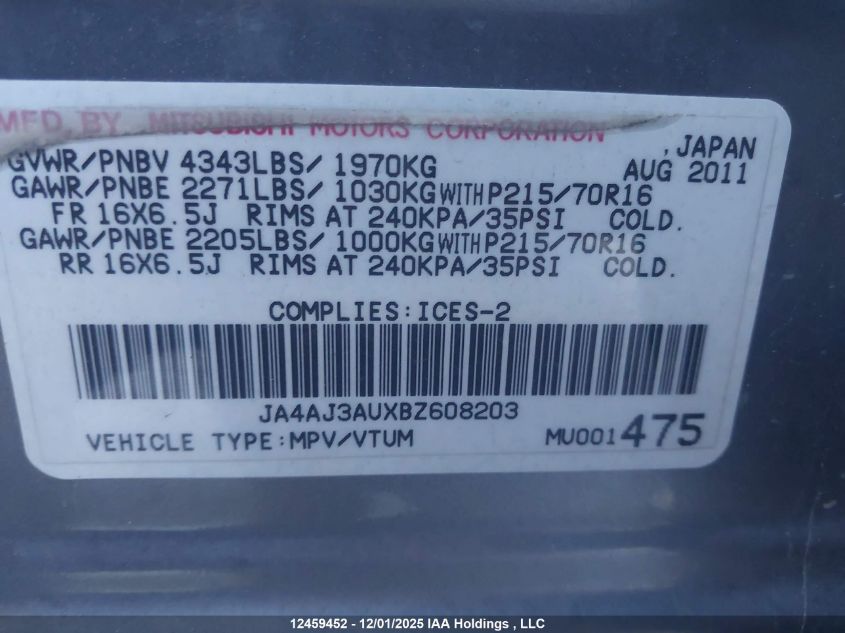 MFD. BY MITSUBISHI MOTORS CORPORATION
, JAPAN
GVWR/PNBV 4343LBS/ 1970KG AUG 2011
GAWR/PNBE 2271LBS/ 1030KG WITH P215/70R16
FR 16X6.5J RIMS AT 240KPA/35PSI COLD.
GAWR/PNBE 2205LBS/ 1000KG WITH P215/70R16
RR 16X6.5J RIMS AT 240KPA/35PSI COLD.
COMPLIES:ICES-2
JA4AJ3AUXBZ608203
VEHICLE TYPE:MPV/VTUM MU001475
12459452 - 12/01/2025 IAA Holdings , LLC